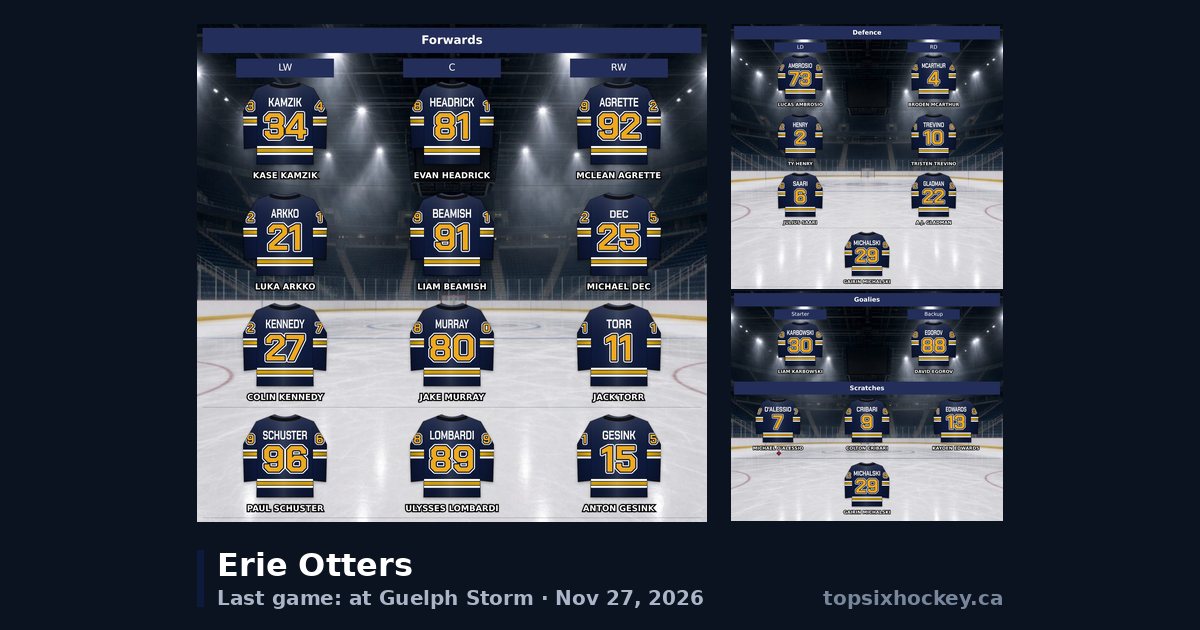 Forwards
LW C RW
KAMZIK HEADRICK AGRETTE
34 81 92
KASE KAMZIK EVAN HEADRICK MCLEAN AGRETTE
ARKKO BEAMISH DEC
21 91 25
LUKA ARKKO LIAM BEAMISH MICHAEL DEC
KENNEDY MURRAY TORR
27 80 11
COLIN KENNEDY JAKE MURRAY JACK TORR
SCHUSTER LOMBARDI GESINK
96 89 15
PAUL SCHUSTER ULYSSES LOMBARDI ANTON GESINK
Defence
LD RD
AMBROSIO MCARTHUR
73 4
LUCAS AMBROSIO BRODEN MCARTHUR
HENRY TREVINO
2 10
TY HENRY TRISTEN TREVINO
SAARI GLADMAN
6 22
JULIUS SAARI A.J. GLADMAN
MICHALSKI
29
GAIRIN MICHALSKI
Goalies
Starter Backup
KARBOWSKI EGOROV
30 88
LIAM KARBOWSKI DAVID EGOROV
Scratches
D'ALESSIO CRIBARI EDWARDS
7 9 13
MICHAEL D'ALESSIO COLTON CRIBARI KAYDEN EDWARDS
MICHALSKI
29
GAIRIN MICHALSKI
Erie Otters
Last game: at Guelph Storm · Nov 27, 2026
topsixhockey.ca